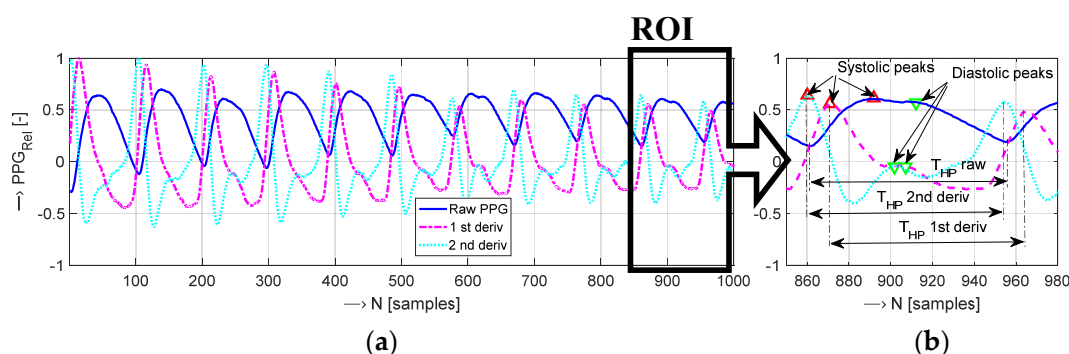 ROI
1
0.5
0
-0.5
-1
⟶ PPG_Rel [-]
Raw PPG
1 st deriv
2 nd deriv
100 200 300 400 500 600 700 800 900 1000
⟶ N [samples]
(a)
1
0.5
0
-0.5
-1
Systolic peaks
Diastolic peaks
T_HP raw
T_HP 2nd deriv
T_HP 1st deriv
860 880 900 920 940 960 980
⟶ N [samples]
(b)